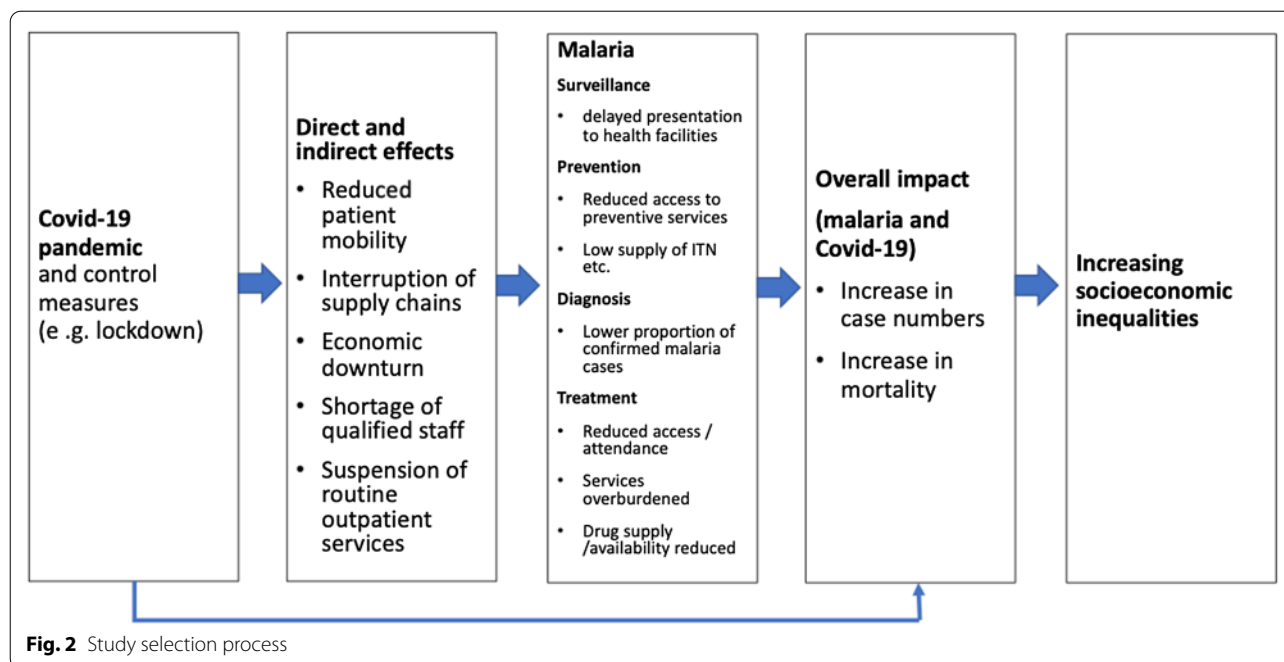 Covid-19
pandemic
and control
measures
(e .g. lockdown)
Direct and
indirect effects
• Reduced
patient
mobility
• Interruption of
supply chains
• Economic
downturn
• Shortage of
qualified staff
• Suspension of
routine
outpatient
services
Malaria
Surveillance
• delayed presentation
to health facilities
Prevention
• Reduced access to
preventive services
• Low supply of ITN
etc.
Diagnosis
• Lower proportion of
confirmed malaria
cases
Treatment
• Reduced access /
attendance
• Services
overburdened
• Drug supply
/availability reduced
Overall impact
(malaria and
Covid-19)
• Increase in
case numbers
• Increase in
mortality
Increasing
socioeconomic
inequalities
Fig. 2 Study selection process